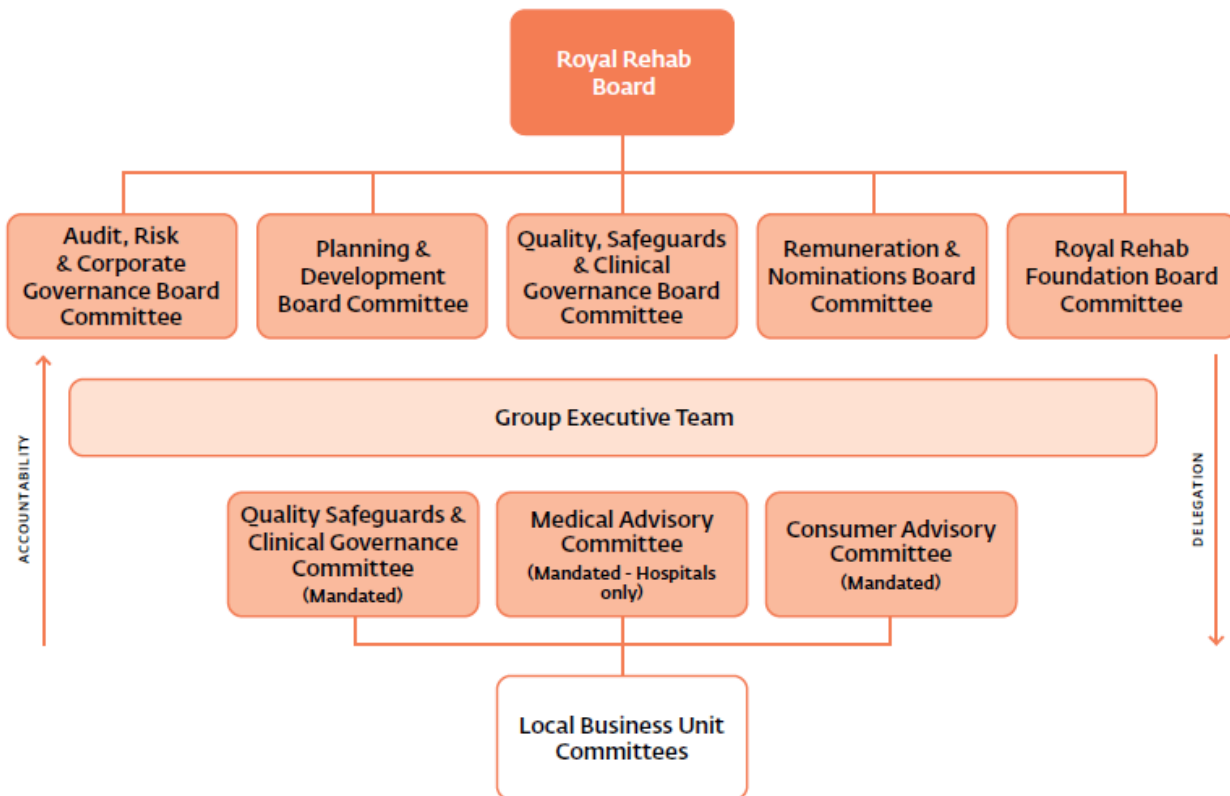 Royal Rehab
Board
Audit, Risk
& Corporate
Governance Board
Committee
Planning &
Development
Board Committee
Quality, Safeguards
& Clinical
Governance Board
Committee
Remuneration &
Nominations Board
Committee
Royal Rehab
Foundation Board
Committee
ACCOUNTABILITY
Group Executive Team
DELEGATION
Quality Safeguards &
Clinical Governance
Committee
(Mandated)
Medical Advisory
Committee
(Mandated - Hospitals
only)
Consumer Advisory
Committee
(Mandated)
Local Business Unit
Committees